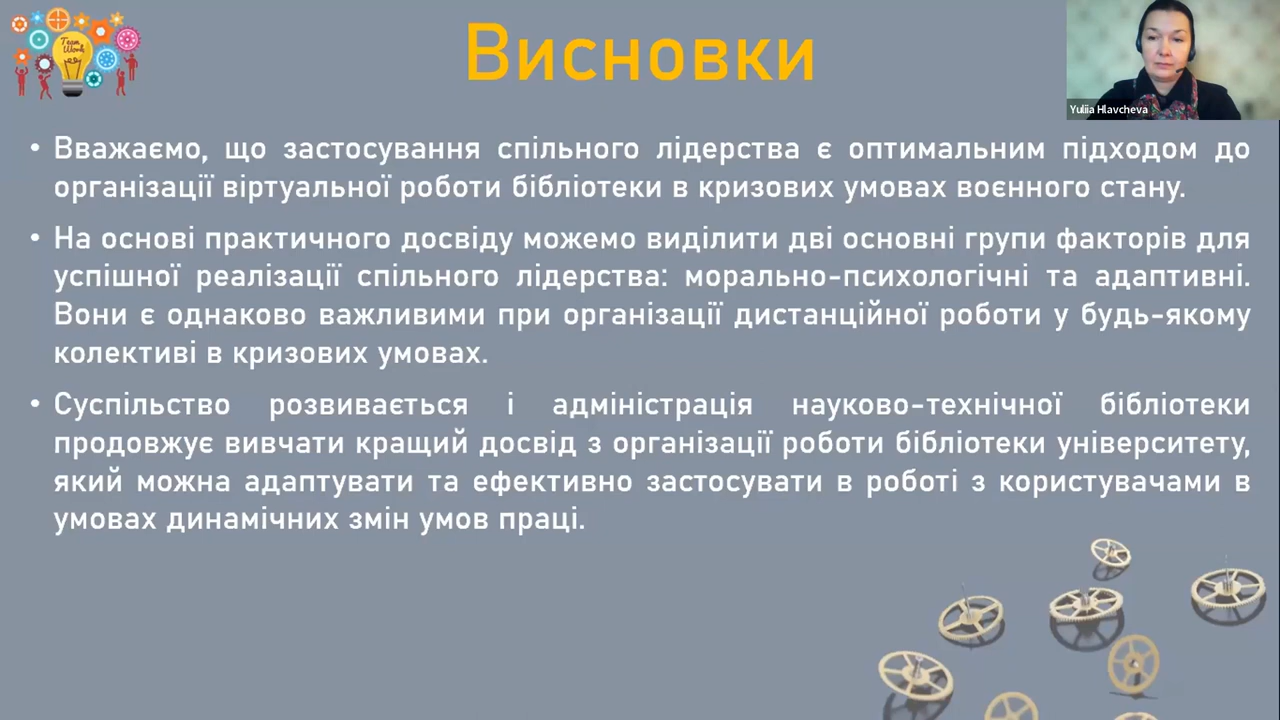 Team
Work
Висновки
Yuliia Hlavcheva
• Вважаємо, що застосування спільного лідерства є оптимальним підходом до
організації віртуальної роботи бібліотеки в кризових умовах воєнного стану.
• На основі практичного досвіду можемо виділити дві основні групи факторів для
успішної реалізації спільного лідерства: морально-психологічні та адаптивні.
Вони є однаково важливими при організації дистанційної роботи у будь-якому
колективі в кризових умовах.
• Суспільство розвивається і адміністрація науково-технічної бібліотеки
продовжує вивчати кращий досвід з організації роботи бібліотеки університету,
який можна адаптувати та ефективно застосувати в роботі з користувачами в
умовах динамічних змін умов праці.